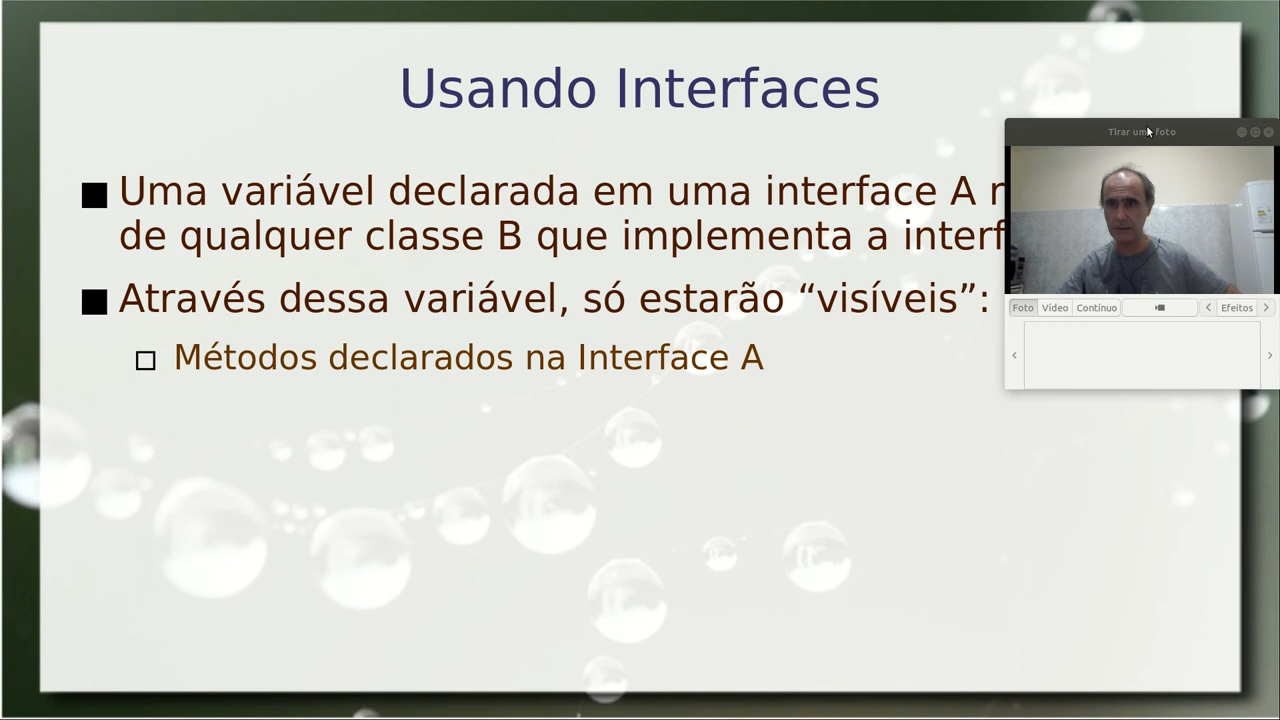 Usando Interfaces
Uma variável declarada em uma interface A
de qualquer classe B que implementa a
Através dessa variável, só estarão “visíveis”:
Métodos declarados na Interface A
Tirar uma foto
Foto Vídeo Contínuo Efeitos